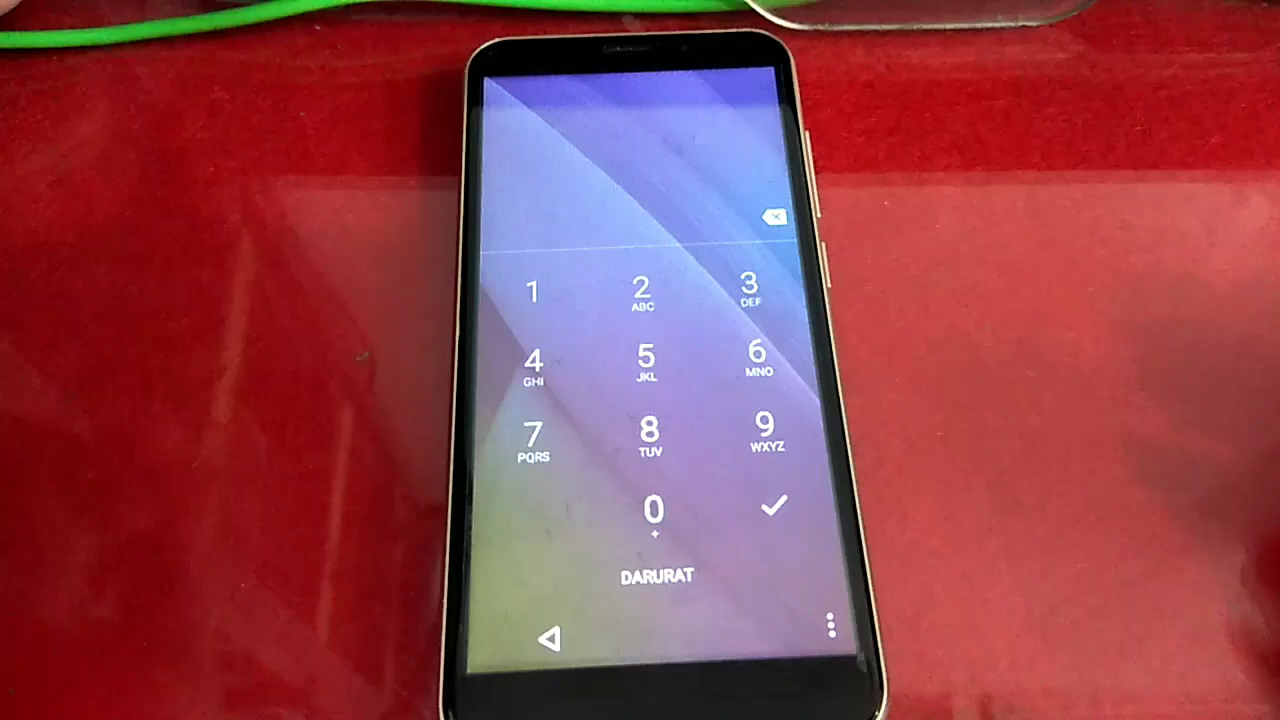 1 2 3
ABC DEF
4 5 6
GHI JKL MNO
7 8 9
PQRS TUV WXYZ
0
+
DARURAT